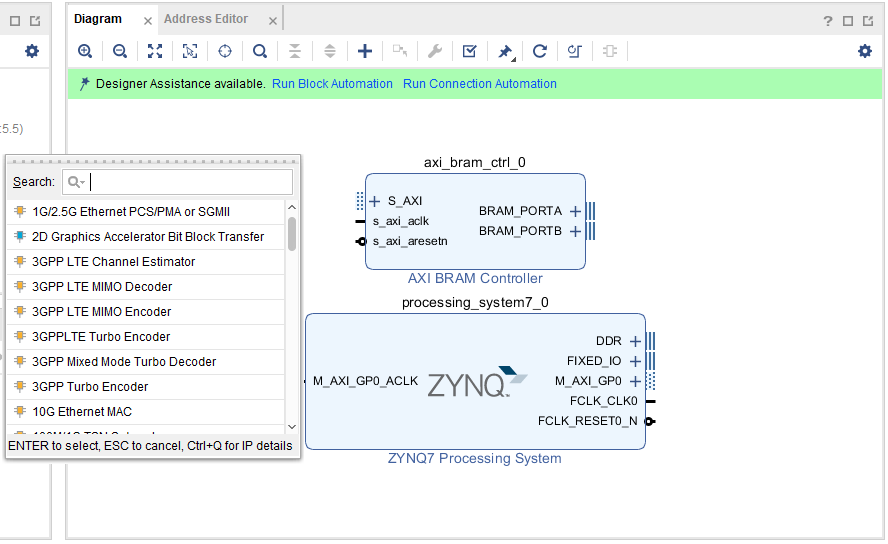 Diagram
Address Editor
?
Designer Assistance available. Run Block Automation Run Connection Automation
:5.5)
Search:
1G/2.5G Ethernet PCS/PMA or SGMII
2D Graphics Accelerator Bit Block Transfer
3GPP LTE Channel Estimator
3GPP LTE MIMO Decoder
3GPP LTE MIMO Encoder
3GPPLTE Turbo Encoder
3GPP Mixed Mode Turbo Decoder
3GPP Turbo Encoder
10G Ethernet MAC
ENTER to select, ESC to cancel, Ctrl+Q for IP details
axi_bram_ctrl_0
S_AXI
s_axi_aclk
s_axi_aresetn
BRAM_PORTA
BRAM_PORTB
AXI BRAM Controller
processing_system7_0
M_AXI_GP0_ACLK
ZYNQ
DDR
FIXED_IO
M_AXI_GP0
FCLK_CLK0
FCLK_RESET0_N
ZYNQ7 Processing System